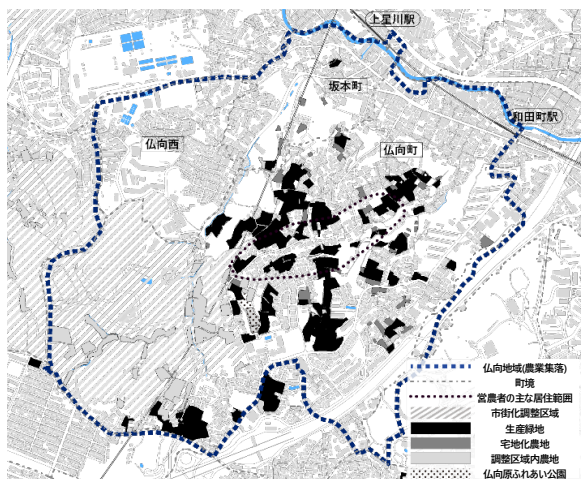 上星川駅
坂本町
和田町駅
仏向西
仏向町
仏向地域(農業集落)
町境
営農者の主な居住範囲
市街化調整区域
生産緑地
宅地化農地
調整区域内農地
仏向原ふれあい公園